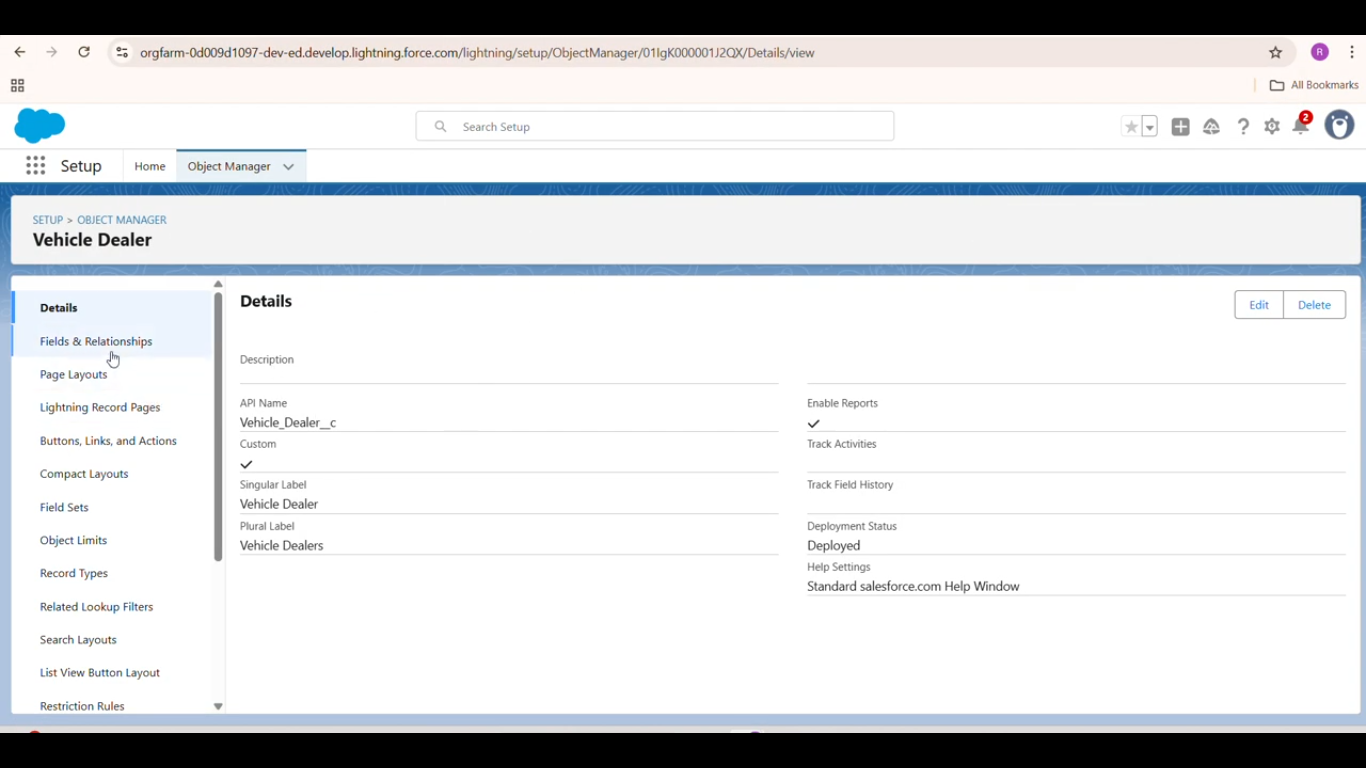 orgfarm-0d009d1097-dev-ed.develop.lightning.force.com/lightning/setup/ObjectManager/01IgK000001J2QX/Details/view
R
All Bookmarks
Search Setup
2
Setup
Home
Object Manager
SETUP > OBJECT MANAGER
Vehicle Dealer
Details
Fields & Relationships
Page Layouts
Lightning Record Pages
Buttons, Links, and Actions
Compact Layouts
Field Sets
Object Limits
Record Types
Related Lookup Filters
Search Layouts
List View Button Layout
Restriction Rules
Details
Edit
Delete
Description
API Name
Vehicle_Dealer__c
Custom
Singular Label
Vehicle Dealer
Plural Label
Vehicle Dealers
Enable Reports
Track Activities
Track Field History
Deployment Status
Deployed
Help Settings
Standard salesforce.com Help Window